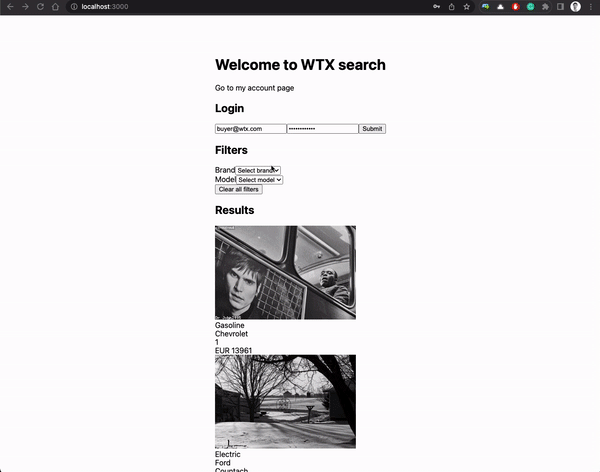 localhost:3000
Welcome to WTX search
Go to my account page
Login
buyer@wtx.com •••••••••••• Submit
Filters
Brand Select brand
Model Select model
Clear all filters
Results
Gasoline
Chevrolet
1
EUR 13961
Electric
Ford
Countach